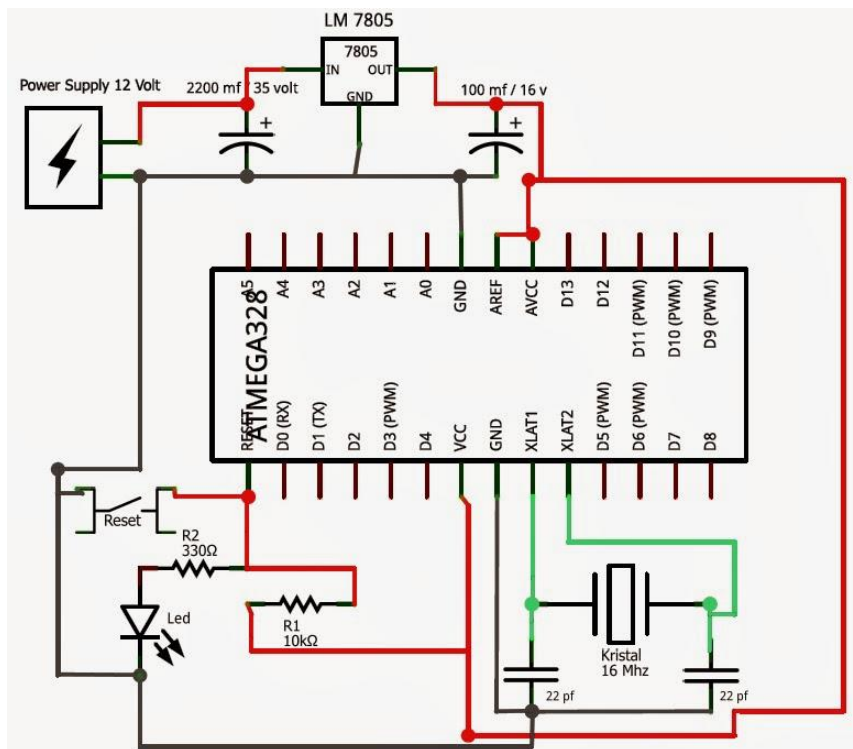 LM 7805
7805
IN
OUT
GND
Power Supply 12 Volt
2200 mf / 35 volt
+
100 mf / 16 v
+
A5
A4
A3
A2
A1
A0
GND
AREF
AVCC
D13
D12
D11 (PWM)
D10 (PWM)
D9 (PWM)
ATMEGA328
RESET
D0 (RX)
D1 (TX)
D2
D3 (PWM)
D4
VCC
GND
XLAT1
XLAT2
D5 (PWM)
D6 (PWM)
D7
D8
Reset
R2
330Ω
Led
R1
10kΩ
Kristal
16 Mhz
22 pf
22 pf